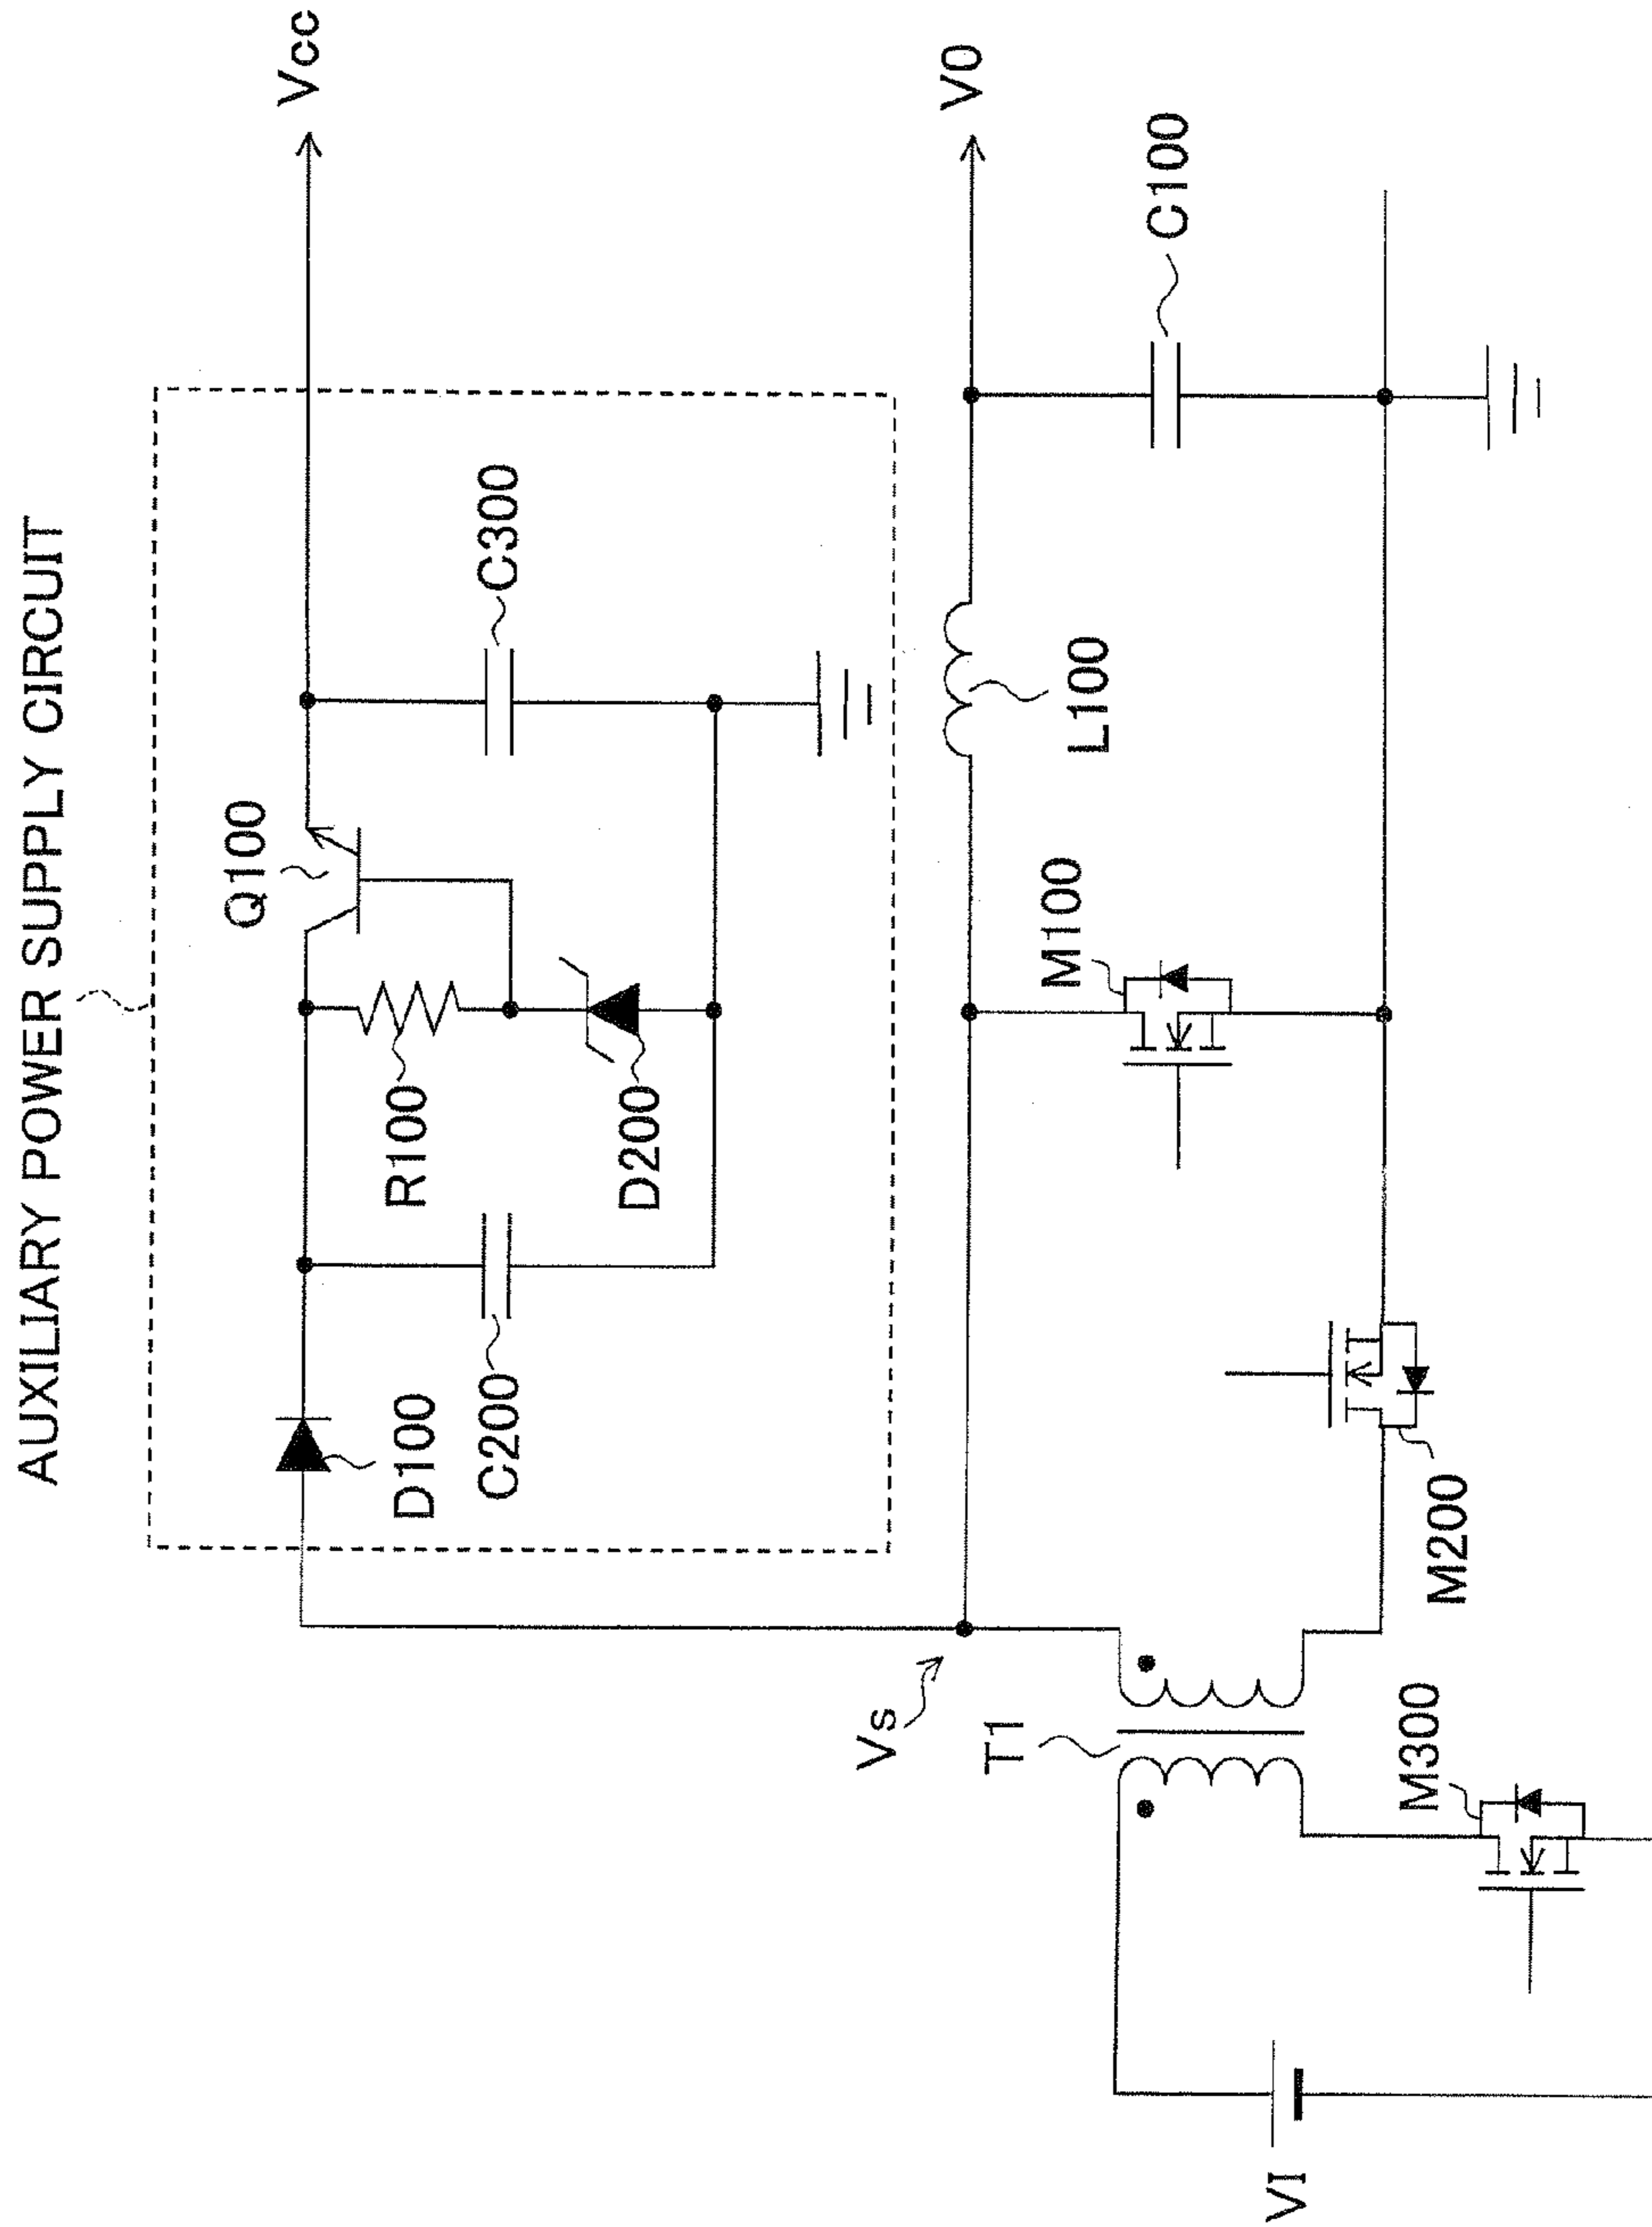 AUXILIARY POWER SUPPLY CIRCUIT
Vcc
Q100
D100
R100
C200
C300
D200
Vs
V0
T1
L100
M100
C100
VI
M300
M200